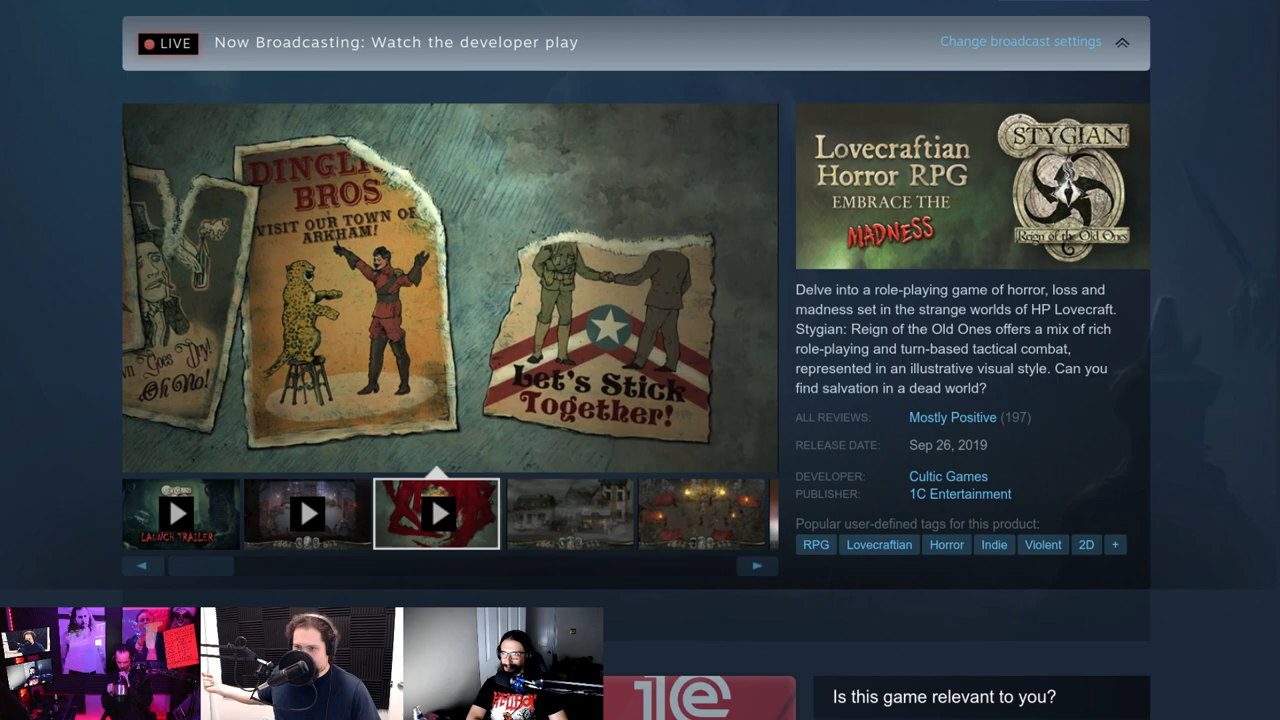 LIVE
Now Broadcasting: Watch the developer play
Change broadcast settings
DINGL
BROS
VISIT OUR TOWN OF
ARKHAM!
Goes Dry!
Oh No!
Let's Stick
Together!
Lovecraftian
Horror RPG
EMBRACE THE
MADNESS
STYGIAN
Reign of the Old Ones
Delve into a role-playing game of horror, loss and
madness set in the strange worlds of HP Lovecraft.
Stygian: Reign of the Old Ones offers a mix of rich
role-playing and turn-based tactical combat,
represented in an illustrative visual style. Can you
find salvation in a dead world?
ALL REVIEWS: Mostly Positive (197)
RELEASE DATE: Sep 26, 2019
DEVELOPER: Cultic Games
PUBLISHER: 1C Entertainment
Popular user-defined tags for this product:
RPG Lovecraftian Horror Indie Violent 2D +
LAUNCH TRAILER
1C
Is this game relevant to you?